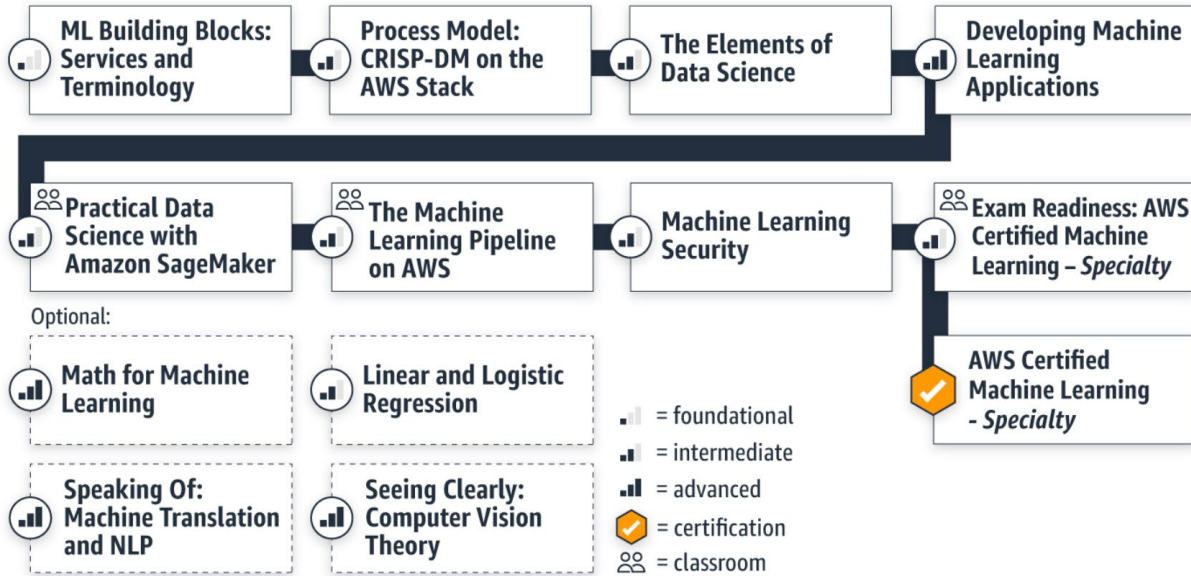 ML Building Blocks:
Services and
Terminology
Process Model:
CRISP-DM on the
AWS Stack
The Elements of
Data Science
Developing Machine
Learning
Applications
Practical Data
Science with
Amazon SageMaker
The Machine
Learning Pipeline
on AWS
Machine Learning
Security
Exam Readiness: AWS
Certified Machine
Learning – Specialty
Optional:
Math for Machine
Learning
Linear and Logistic
Regression
AWS Certified
Machine Learning
- Specialty
Speaking Of:
Machine Translation
and NLP
Seeing Clearly:
Computer Vision
Theory
= foundational
= intermediate
= advanced
= certification
= classroom